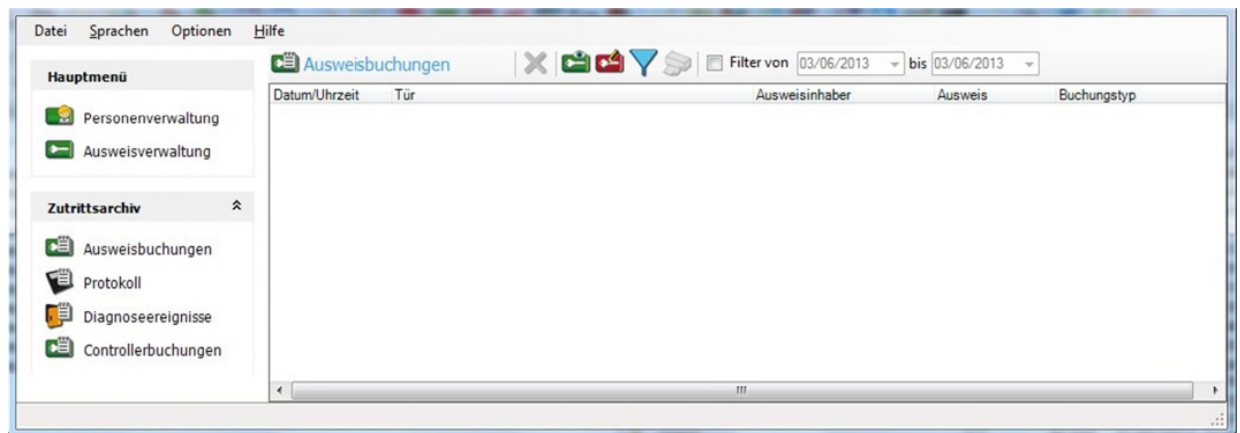 Datei Sprachen Optionen Hilfe
Hauptmenü
Personenverwaltung
Ausweisverwaltung
Zutrittsarchiv
Ausweisbuchungen
Protokoll
Diagnoseereignisse
Controllerbuchungen
Ausweisbuchungen Filter von 03/06/2013 bis 03/06/2013
Datum/Uhrzeit Tür Ausweisinhaber Ausweis Buchungstyp